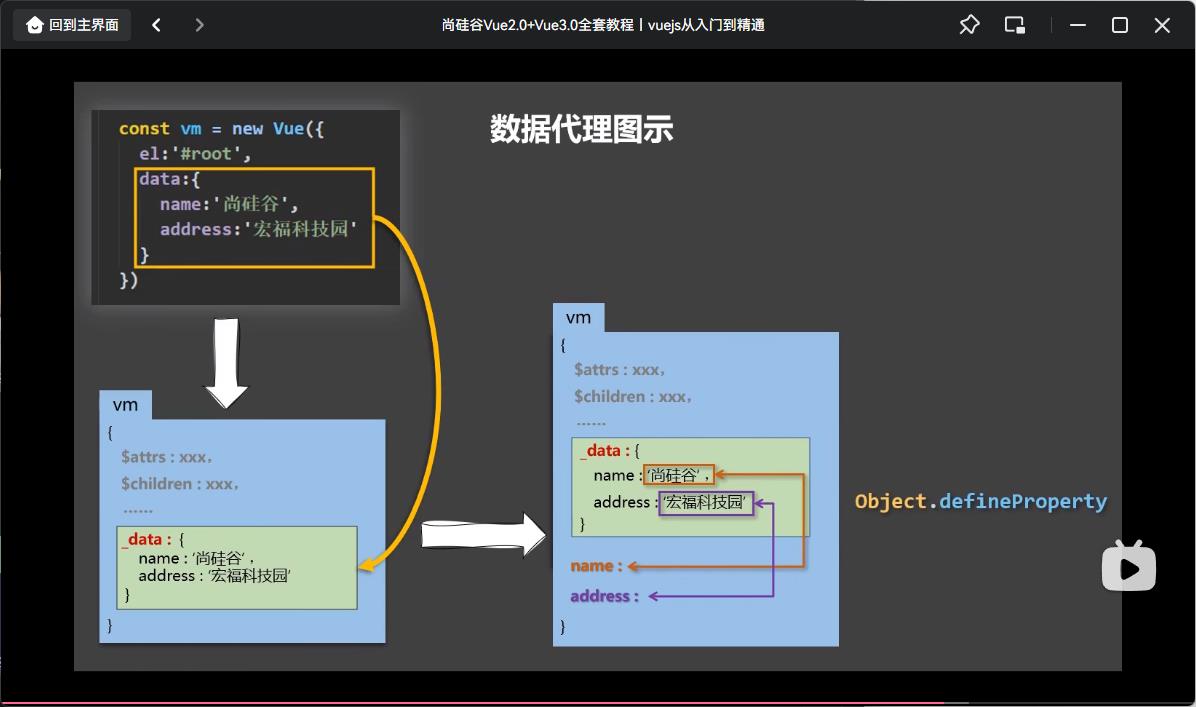 回到主界面
尚硅谷Vue2.0+Vue3.0全套教程丨vuejs从入门到精通
数据代理图示
const vm = new Vue({
el:'#root',
data:{
name:'尚硅谷',
address:'宏福科技园'
}
})
vm
{
$attrs : xxx,
$children : xxx,
……
_data : {
name : ‘尚硅谷’ ,
address : ‘宏福科技园’
}
}
vm
{
$attrs : xxx,
$children : xxx,
……
_data : {
name : ‘尚硅谷’ ,
address : ‘宏福科技园’
}
name :
address :
}
Object.defineProperty